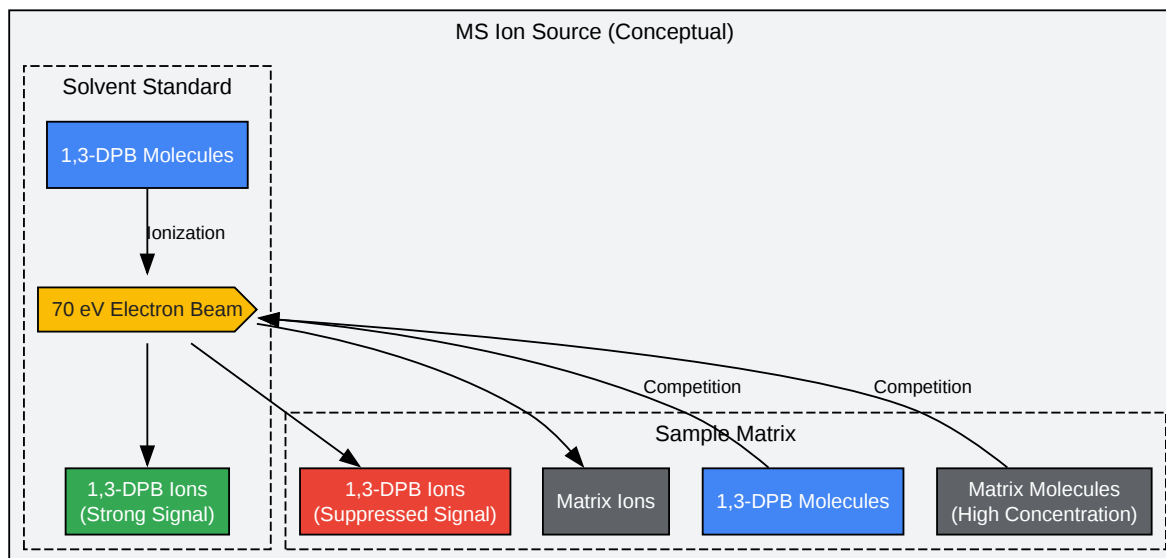 MS Ion Source (Conceptual)
Solvent Standard
1,3-DPB Molecules
Ionization
70 eV Electron Beam
Competition
Competition
Sample Matrix
1,3-DPB Ions
(Strong Signal)
1,3-DPB Ions
(Suppressed Signal)
Matrix Ions
1,3-DPB Molecules
Matrix Molecules
(High Concentration)